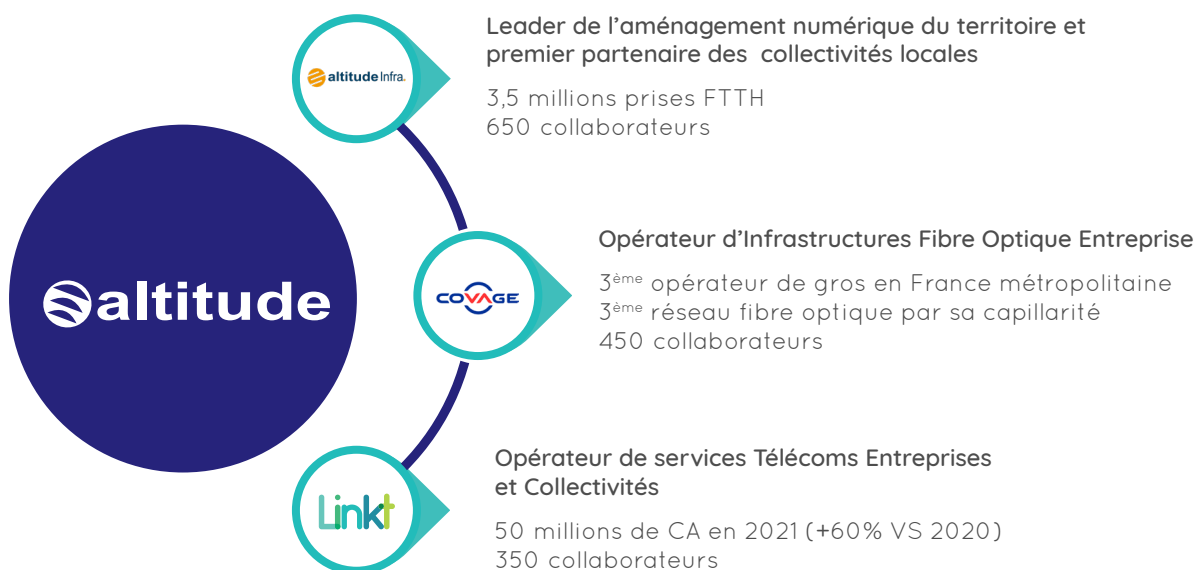 altitude
altitude Infra.
Leader de l’aménagement numérique du territoire et
premier partenaire des collectivités locales
3,5 millions prises FTTH
650 collaborateurs
COVAGE
Opérateur d’Infrastructures Fibre Optique Entreprise
3ème opérateur de gros en France métropolitaine
3ème réseau fibre optique par sa capillarité
450 collaborateurs
Linkt
Opérateur de services Télécoms Entreprises
et Collectivités
50 millions de CA en 2021 (+60% VS 2020)
350 collaborateurs